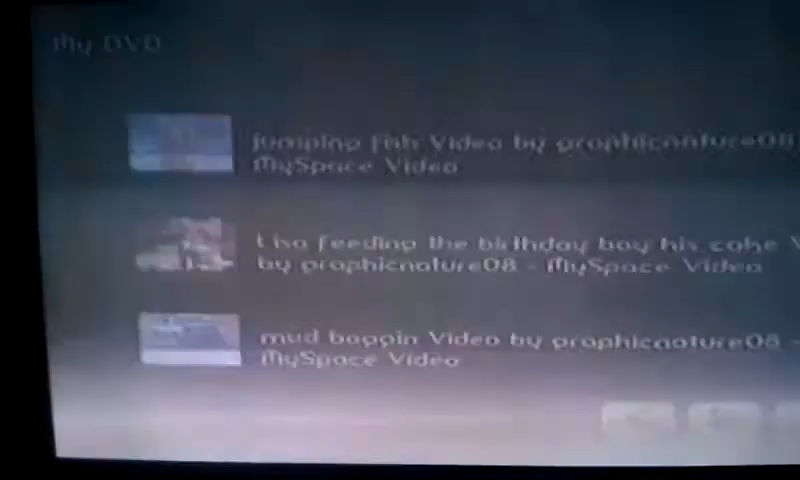 My DVD
Jumping Fish Video by graphicnature08
MySpace Video
Lisa feeding the birthday boy his cake V
by graphicnature08 - MySpace Video
mud boggin Video by graphicnature08 -
MySpace Video